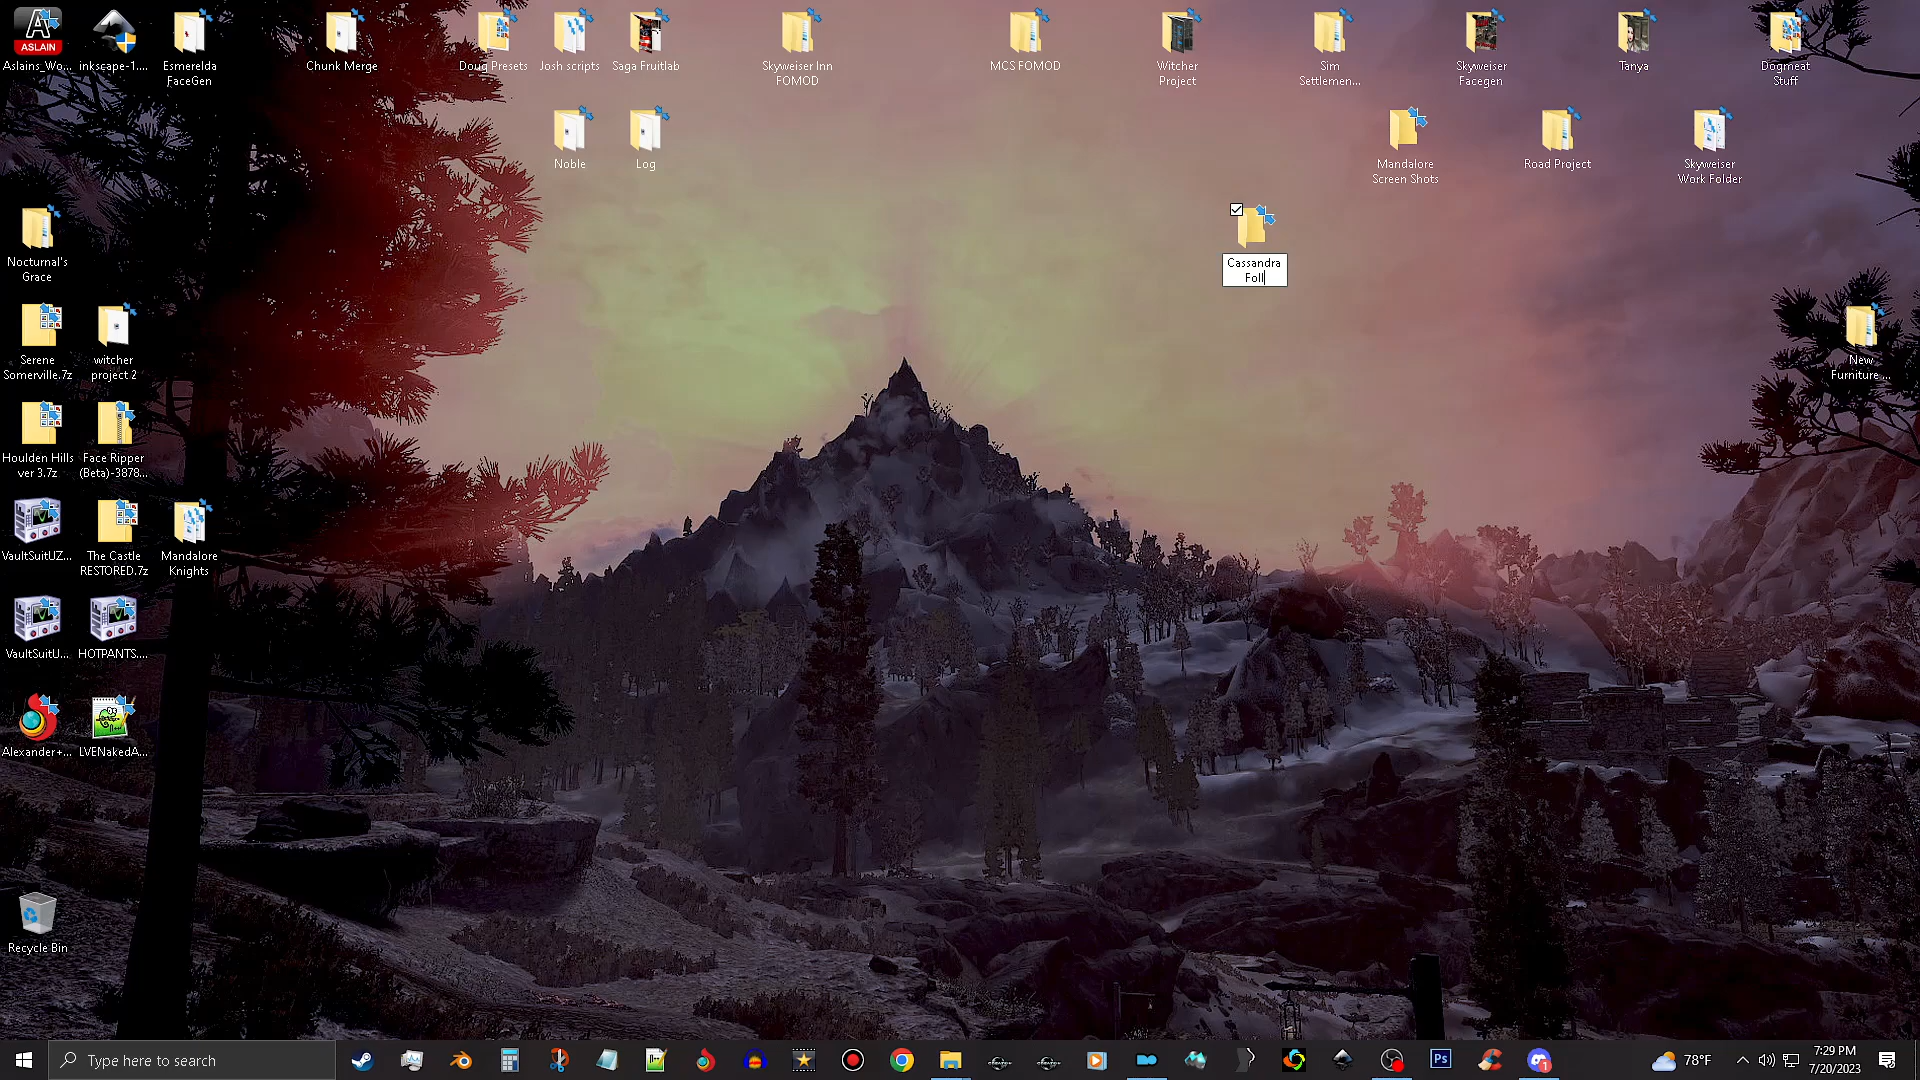 ASLAIN
Aslains_Wo...
inkscape-1....
Esmerelda
FaceGen
Chunk Merge
Doug Presets
Josh scripts
Saga Fruitlab
Skyweiser Inn
FOMOD
MCS FOMOD
Witcher
Project
Sim
Settlemen...
Skyweiser
Facegen
Tanya
Dogmeat
Stuff
Noble
Log
Mandalore
Screen Shots
Road Project
Skyweiser
Work Folder
Nocturnal's
Grace
Cassandra
Foll
Serene
Somerville.7z
witcher
project 2
New
Furniture ...
Houlden Hills
ver 3.7z
Face Ripper
(Beta)-3878...
VaultSuitUZ...
The Castle
RESTORED.7z
Mandalore
Knights
VaultSuitU...
HOTPANTS....
Alexander+...
LVENakedA...
Recycle Bin
Type here to search
Ps
1
78°F
7:29 PM
7/20/2023